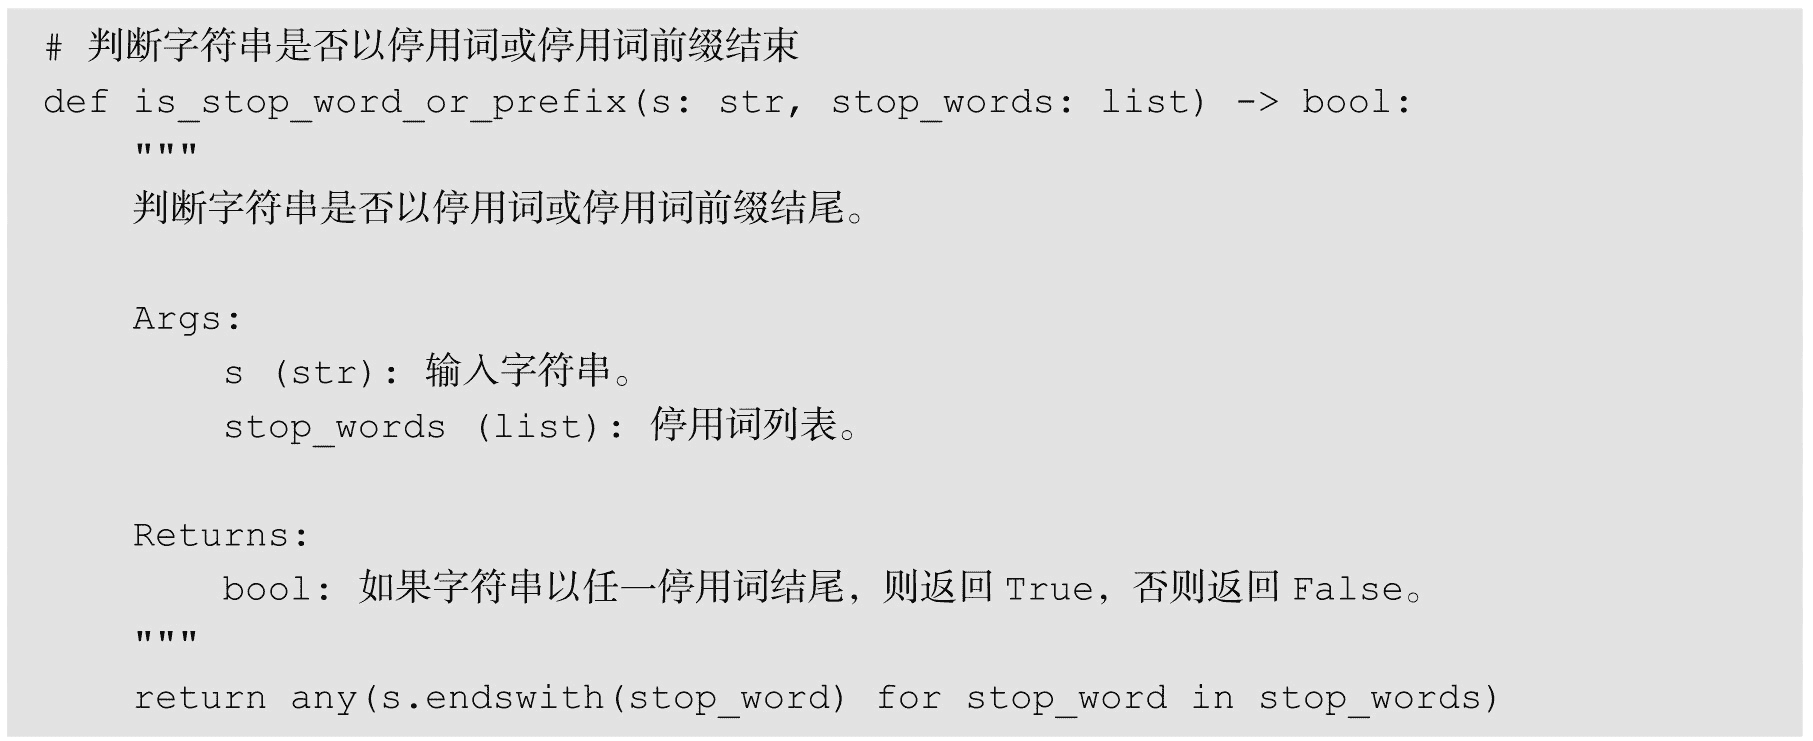 # 判断字符串是否以停用词或停用词前缀结束
def is_stop_word_or_prefix(s: str, stop_words: list) -> bool:
    """
    判断字符串是否以停用词或停用词前缀结尾。

    Args:
        s (str): 输入字符串。
        stop_words (list): 停用词列表。

    Returns:
        bool: 如果字符串以任一停用词结尾，则返回 True，否则返回 False。
    """
    return any(s.endswith(stop_word) for stop_word in stop_words)